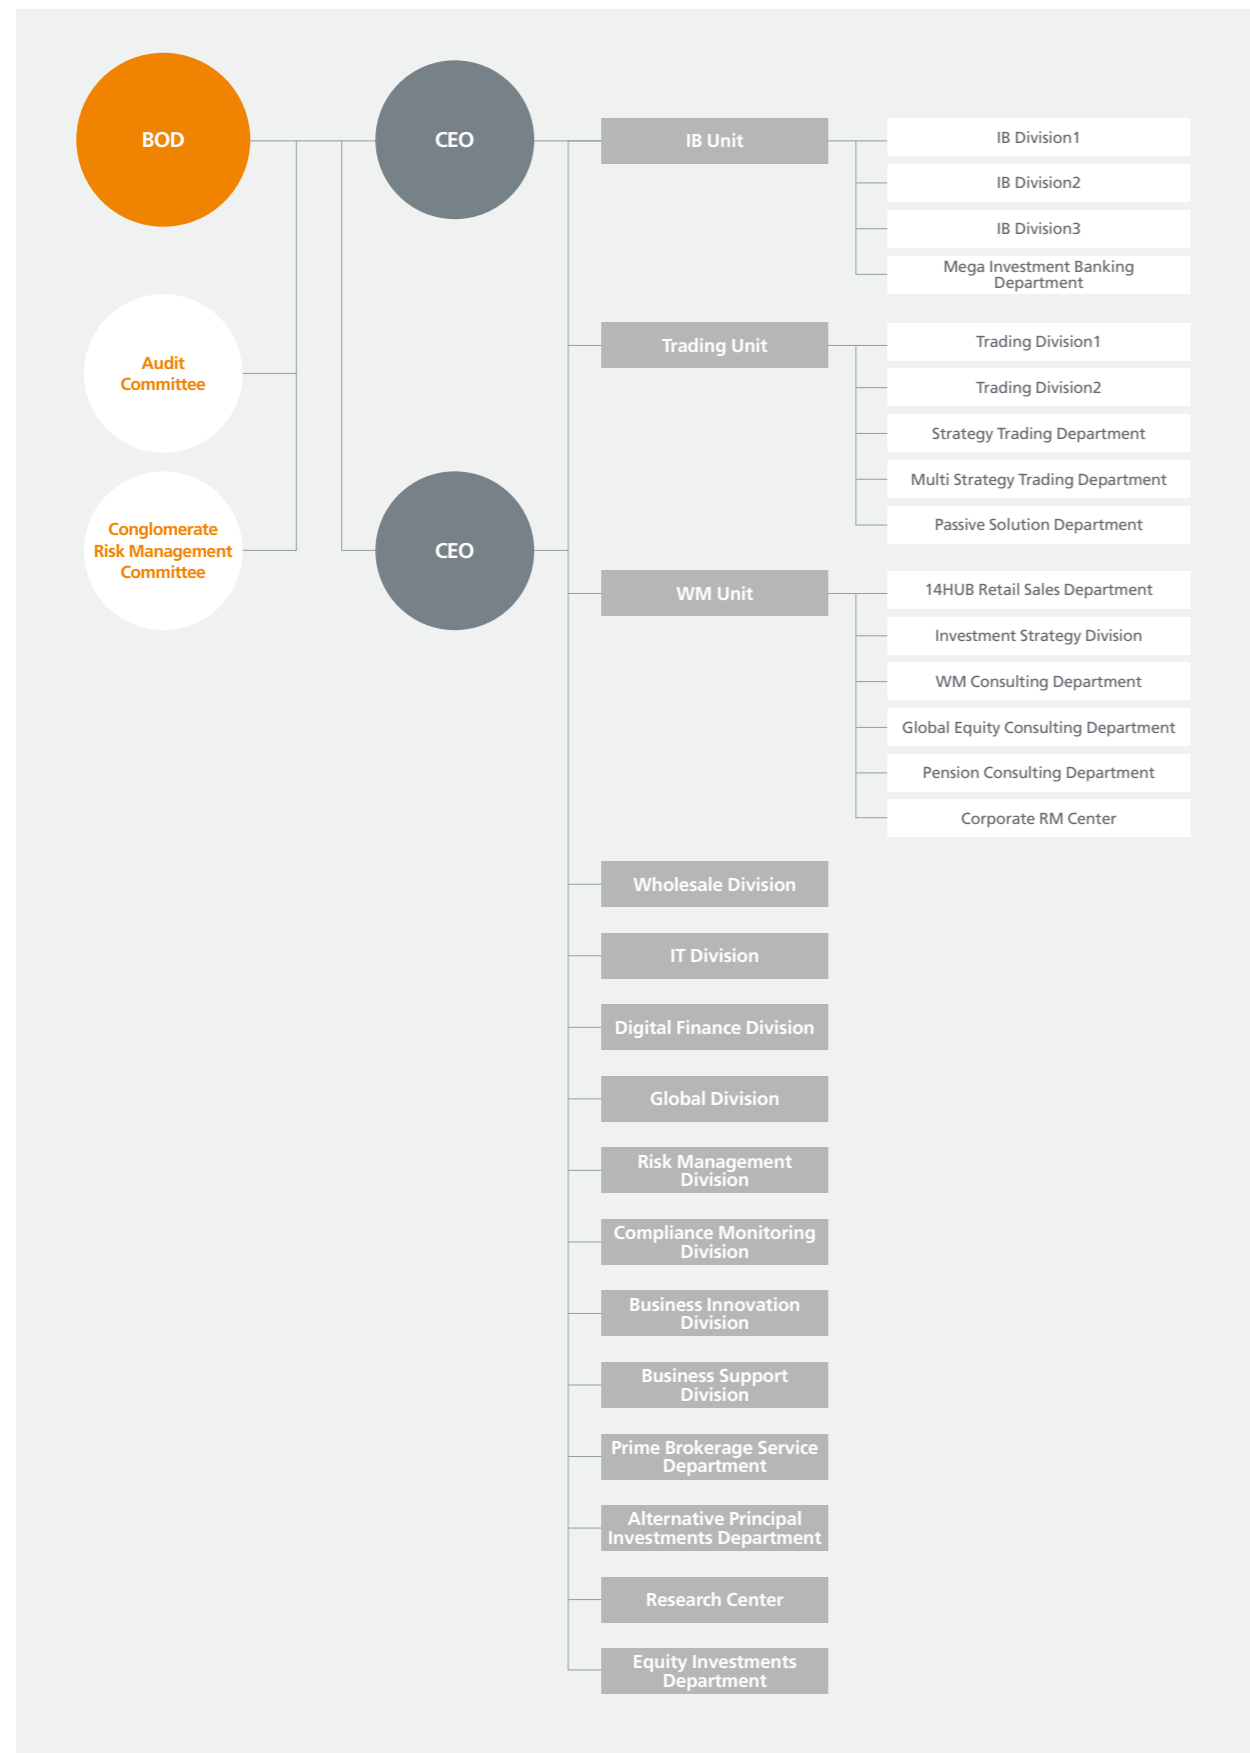 BOD
CEO
Audit
Committee
Conglomerate
Risk Management
Committee
CEO
IB Unit
IB Division1
IB Division2
IB Division3
Mega Investment Banking
Department
Trading Unit
Trading Division1
Trading Division2
Strategy Trading Department
Multi Strategy Trading Department
Passive Solution Department
WM Unit
14HUB Retail Sales Department
Investment Strategy Division
WM Consulting Department
Global Equity Consulting Department
Pension Consulting Department
Corporate RM Center
Wholesale Division
IT Division
Digital Finance Division
Global Division
Risk Management
Division
Compliance Monitoring
Division
Business Innovation
Division
Business Support
Division
Prime Brokerage Service
Department
Alternative Principal
Investments Department
Research Center
Equity Investments
Department